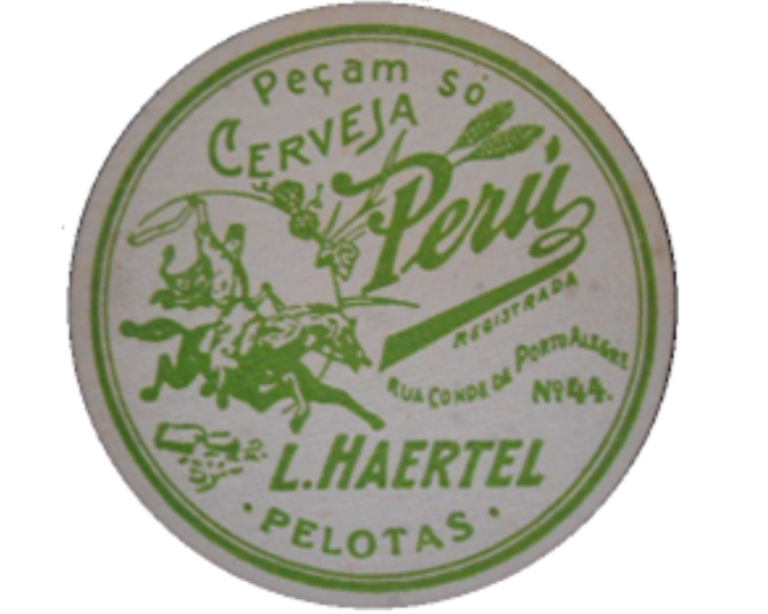 Peçam só
CERVEJA
Perú
REGISTRADA
RUA CONDE DE PORTO ALEGRE
Nº 44.
L. HAERTEL
· PELOTAS ·